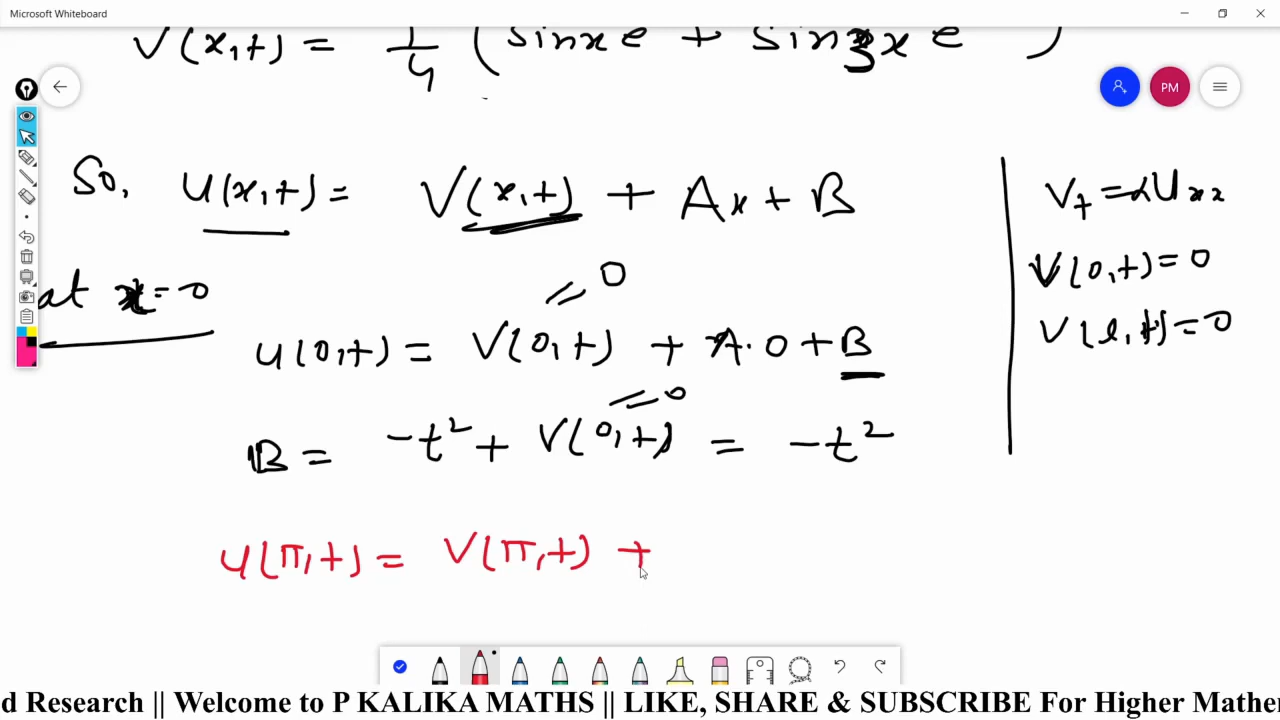 Microsoft Whiteboard
V(x,t) = 1/4 (sinx e + sin3x e )
PM
So, u(x,t) = V(x,t) + Ax + B
at x=0
= 0
u(0,t) = V(0,t) + A·0 + B
= 0
B = -t² + V(0,t) = -t²
u(π,t) = V(π,t) +
Vt = αUxx
V(0,t) = 0
V(l,t) = 0
d Research || Welcome to P KALIKA MATHS || LIKE, SHARE & SUBSCRIBE For Higher Mathe